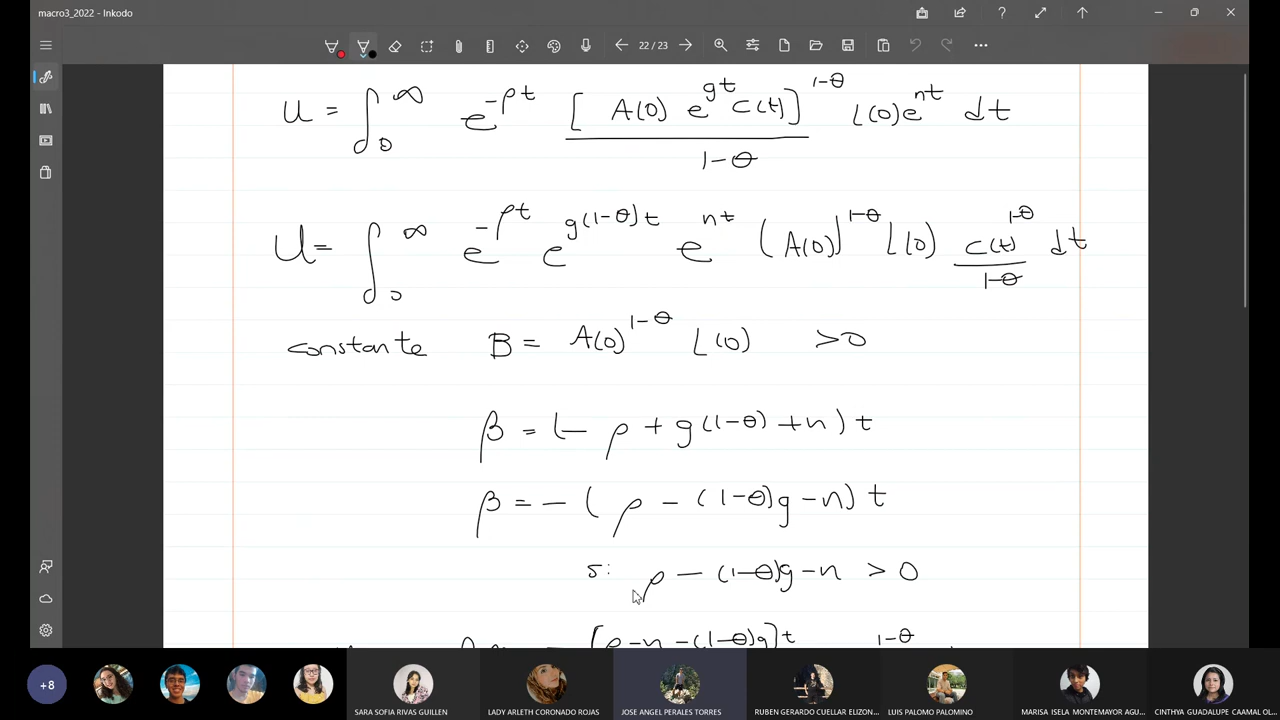 macro3_2022 - Inkodo
22 / 23
U = ∫₀^∞ e^{-ρt} [A(0) e^{gt} c(t)]^{1-θ} / (1-θ) L(0)e^{nt} dt
U = ∫₀^∞ e^{-ρt} e^{g(1-θ)t} e^{nt} (A(0))^{1-θ} L(0) c(t)^{1-θ} / (1-θ) dt
constante B = A(0)^{1-θ} L(0) >0
β = (- ρ + g(1-θ) + n) t
β = - ( ρ - (1-θ)g - n) t
si ρ - (1-θ)g - n > 0
[ρ-n-(1-θ)g]t 1-θ
+8
SARA SOFIA RIVAS GUILLEN
LADY ARLETH CORONADO ROJAS
JOSE ANGEL PERALES TORRES
RUBEN GERARDO CUELLAR ELIZON...
LUIS PALOMO PALOMINO
MARISA ISELA MONTEMAYOR AGU...
CINTHYA GUADALUPE CAAMAL OL...